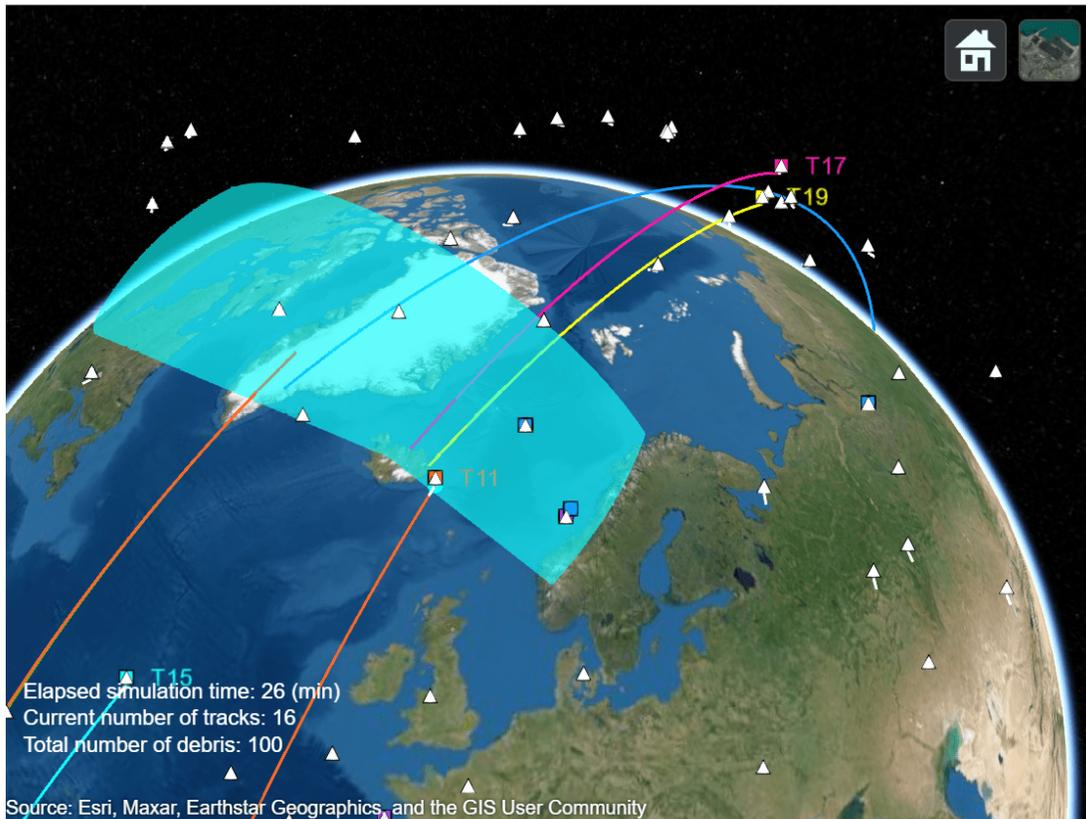 T17
T19
T11
T15
Elapsed simulation time: 26 (min)
Current number of tracks: 16
Total number of debris: 100
Source: Esri, Maxar, Earthstar Geographics, and the GIS User Community